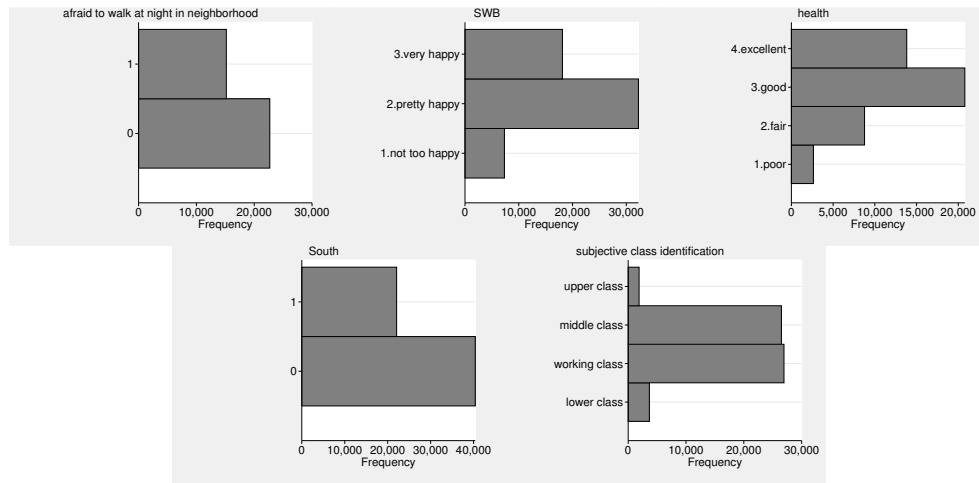 afraid to walk at night in neighborhood
1
0
0 10,000 20,000 30,000
Frequency
SWB
3.very happy
2.pretty happy
1.not too happy
0 10,000 20,000 30,000
Frequency
health
4.excellent
3.good
2.fair
1.poor
0 5,000 10,000 15,000 20,000
Frequency
South
1
0
0 10,000 20,000 30,000 40,000
Frequency
subjective class identification
upper class
middle class
working class
lower class
0 10,000 20,000 30,000
Frequency